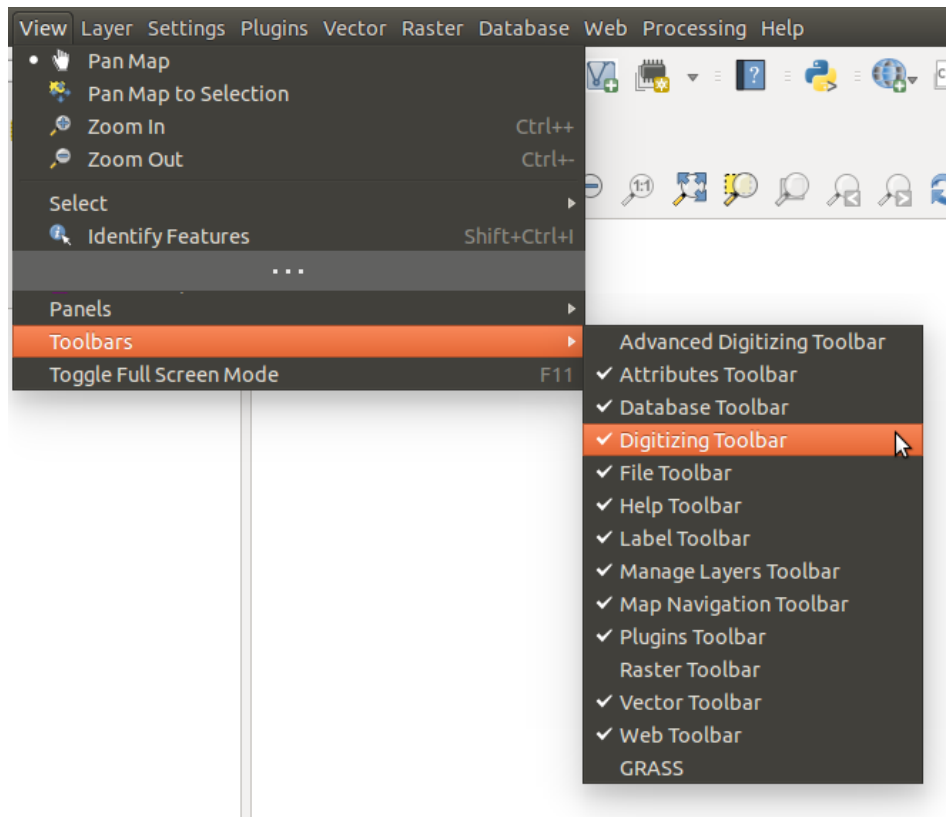 View Layer Settings Plugins Vector Raster Database Web Processing Help
Pan Map
Pan Map to Selection
Zoom In Ctrl++
Zoom Out Ctrl+-
Select
Identify Features Shift+Ctrl+I
...
Panels
Toolbars
Toggle Full Screen Mode F11
1:1
Advanced Digitizing Toolbar
Attributes Toolbar
Database Toolbar
Digitizing Toolbar
File Toolbar
Help Toolbar
Label Toolbar
Manage Layers Toolbar
Map Navigation Toolbar
Plugins Toolbar
Raster Toolbar
Vector Toolbar
Web Toolbar
GRASS